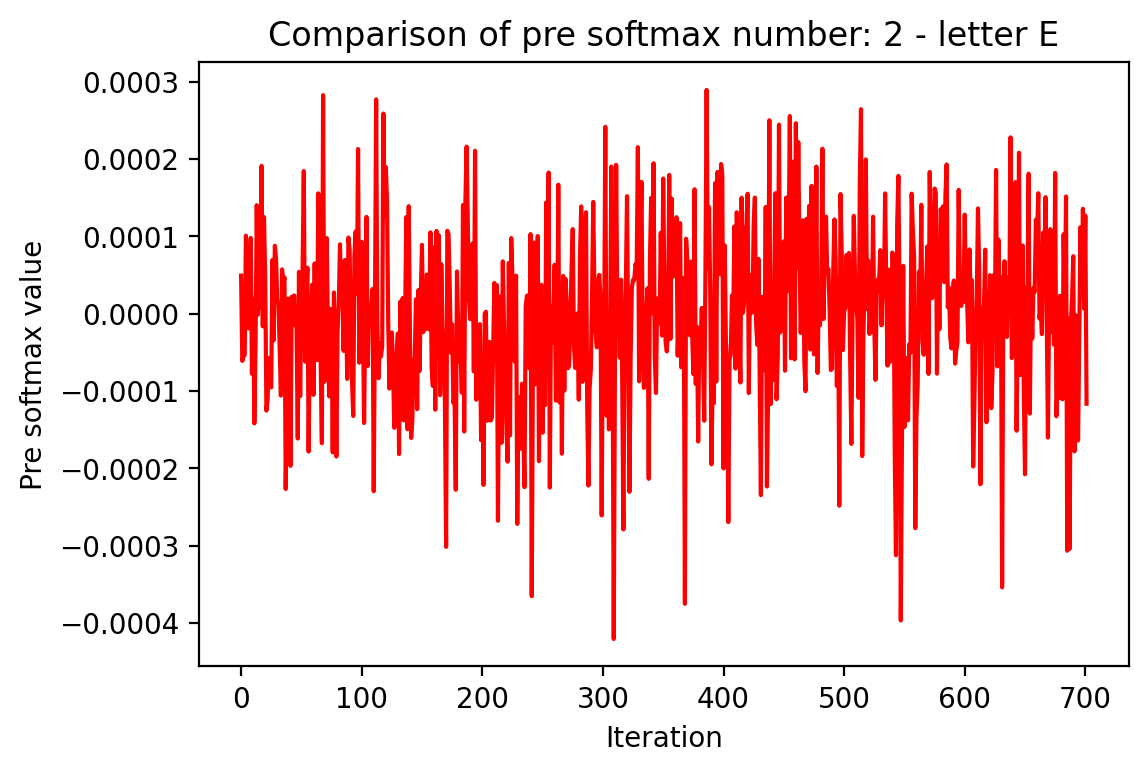 Comparison of pre softmax number: 2 - letter E
Pre softmax value
0.0003
0.0002
0.0001
0.0000
−0.0001
−0.0002
−0.0003
−0.0004
0 100 200 300 400 500 600 700
Iteration